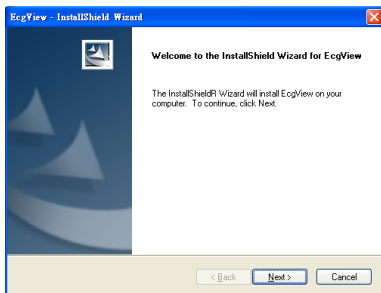 EcgView - InstallShield Wizard
Welcome to the InstallShield Wizard for EcgView
The InstallShieldR Wizard will install EcgView on your
computer. To continue, click Next.
< Back
Next >
Cancel